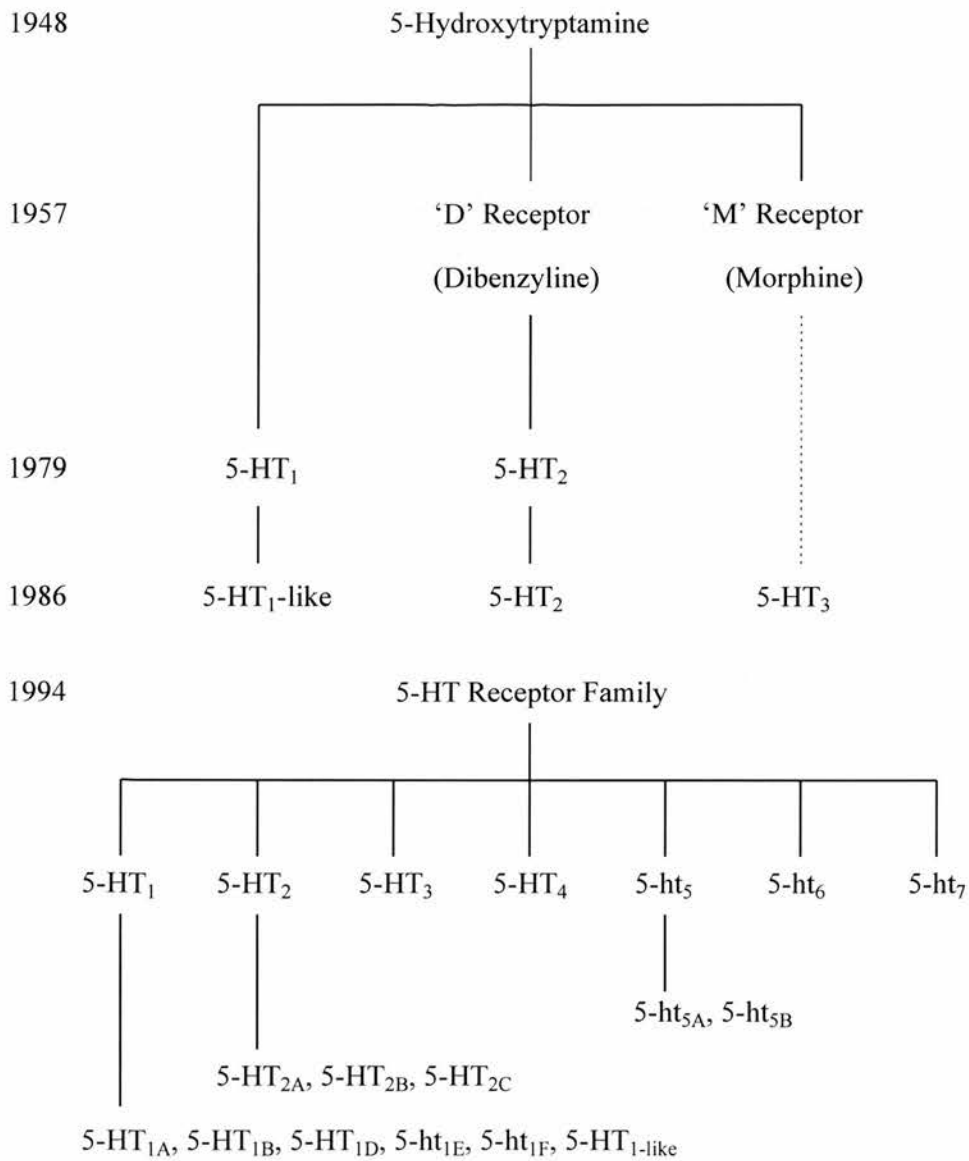 1948 5-Hydroxytryptamine
1957 ‘D’ Receptor ‘M’ Receptor
(Dibenzyline) (Morphine)
1979 5-HT₁ 5-HT₂
1986 5-HT₁-like 5-HT₂ 5-HT₃
1994 5-HT Receptor Family
5-HT₁ 5-HT₂ 5-HT₃ 5-HT₄ 5-ht₅ 5-ht₆ 5-ht₇
5-ht5A, 5-ht5B
5-HT2A, 5-HT2B, 5-HT2C
5-HT1A, 5-HT1B, 5-HT1D, 5-ht1E, 5-ht1F, 5-HT1-like